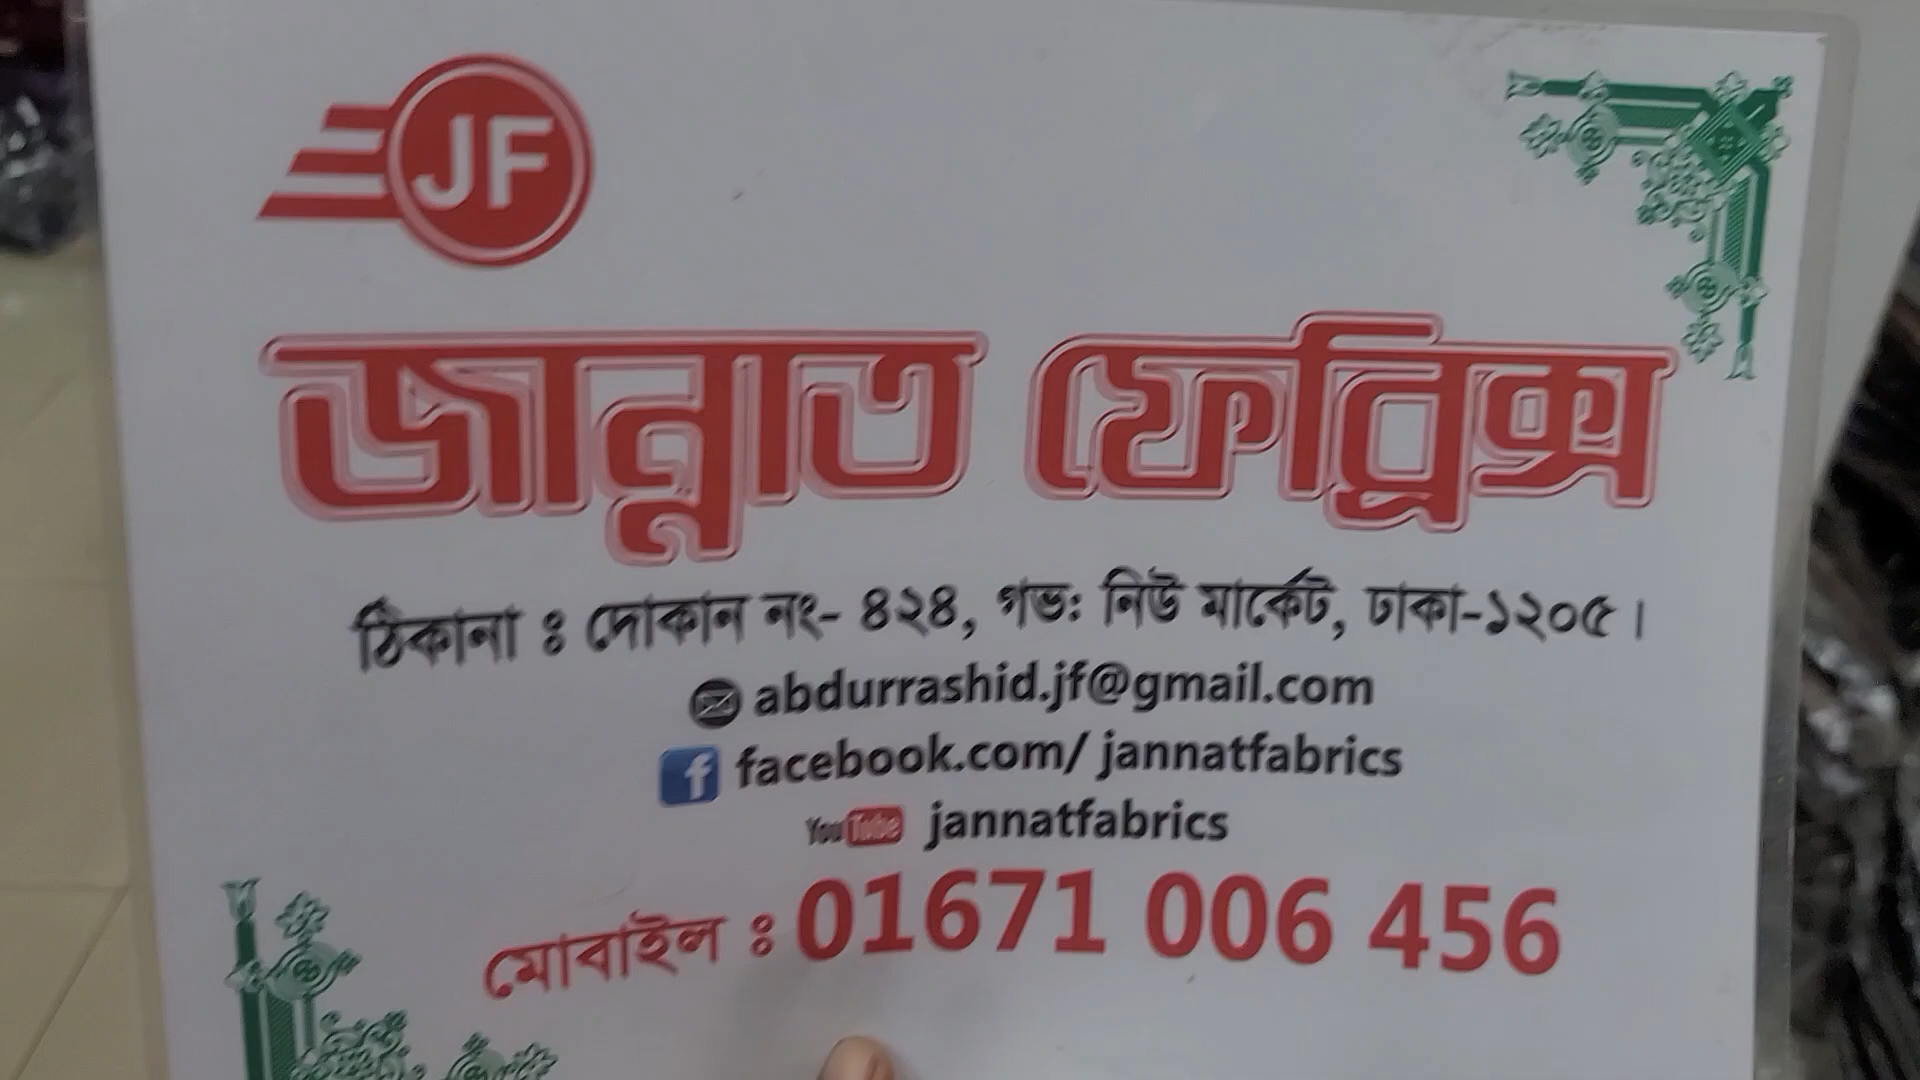 JF
জান্নাত ফেব্রিক্স
ঠিকানা ঃ দোকান নং- ৪২৪, গভঃ নিউ মার্কেট, ঢাকা-১২০৫।
abdurrashid.jf@gmail.com
facebook.com/ jannatfabrics
YouTube jannatfabrics
মোবাইল ঃ 01671 006 456